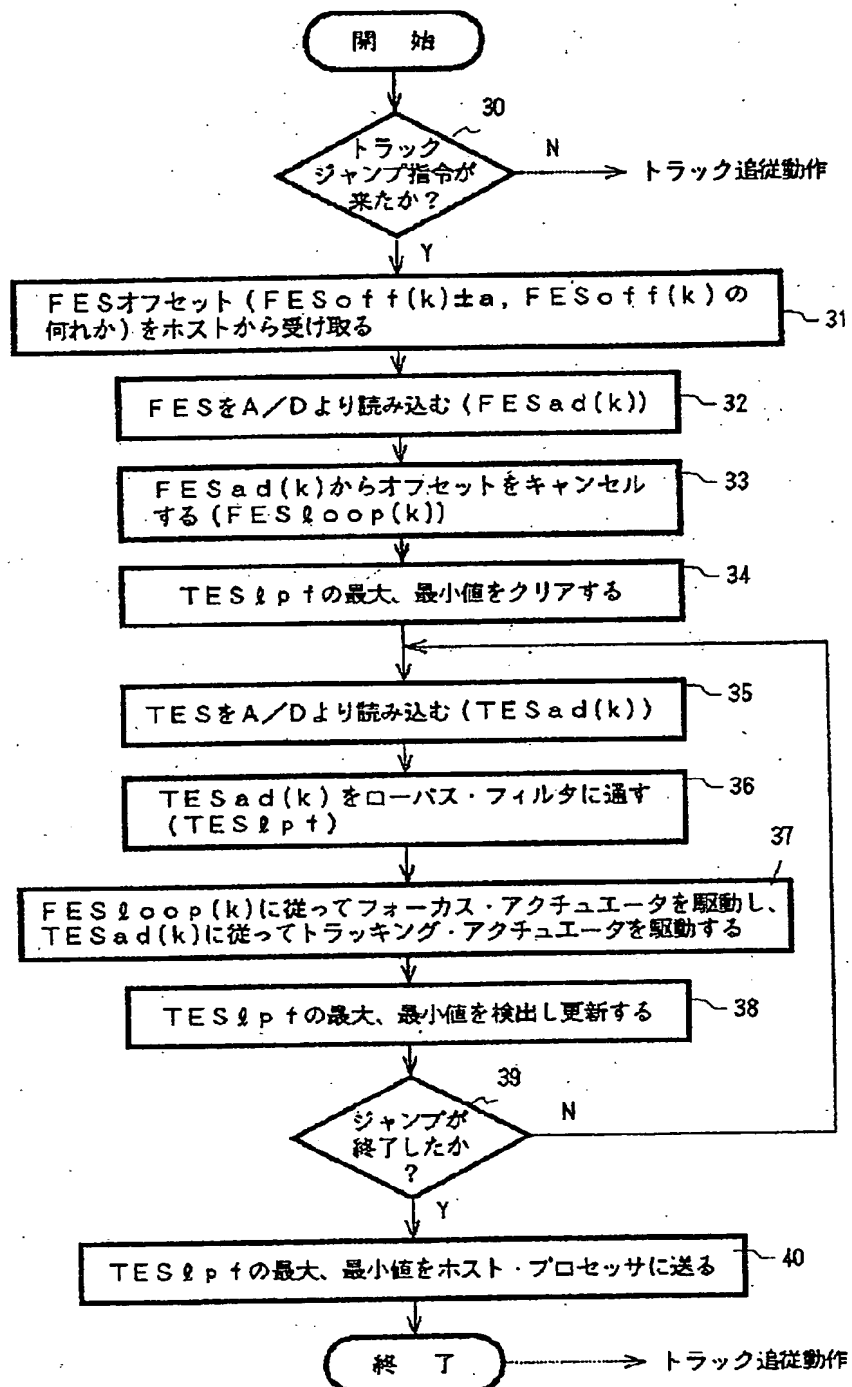 開 始
30
トラック
ジャンプ指令が
来たか?
N
トラック追従動作
Y
FESオフセット(FESoff(k)±a,FESoff(k)の
何れか)をホストから受け取る
31
FESをA/Dより読み込む(FESad(k))
32
FESad(k)からオフセットをキャンセル
する(FESℓoop(k))
33
TESℓpfの最大、最小値をクリアする
34
TESをA/Dより読み込む(TESad(k))
35
TESad(k)をローパス・フィルタに通す
(TESℓpf)
36
37
FESℓoop(k)に従ってフォーカス・アクチュエータを駆動し、
TESad(k)に従ってトラッキング・アクチュエータを駆動する
TESℓpfの最大、最小値を検出し更新する
38
39
ジャンプが
終了したか
?
N
Y
TESℓpfの最大、最小値をホスト・プロセッサに送る
40
終 了
トラック追従動作